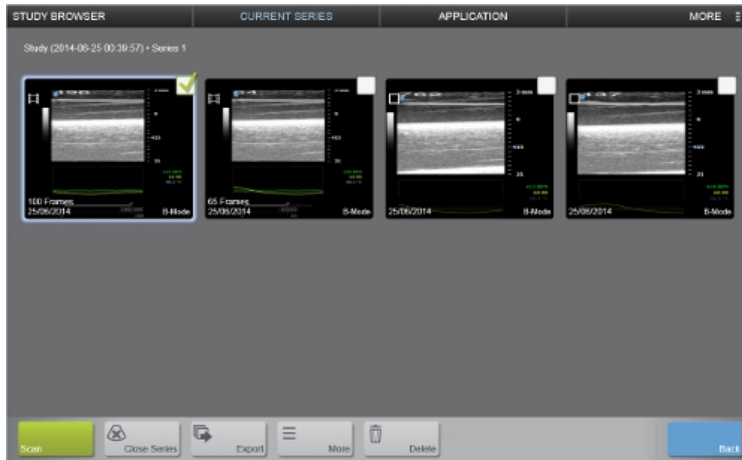 STUDY BROWSER CURRENT SERIES APPLICATION MORE
Study (2014-06-25 00:39:57) • Series 1
100 Frames
25/06/2014 B-Mode
65 Frames
25/06/2014 B-Mode
25/06/2014 B-Mode
25/06/2014 B-Mode
Scan Close Series Export More Delete Back